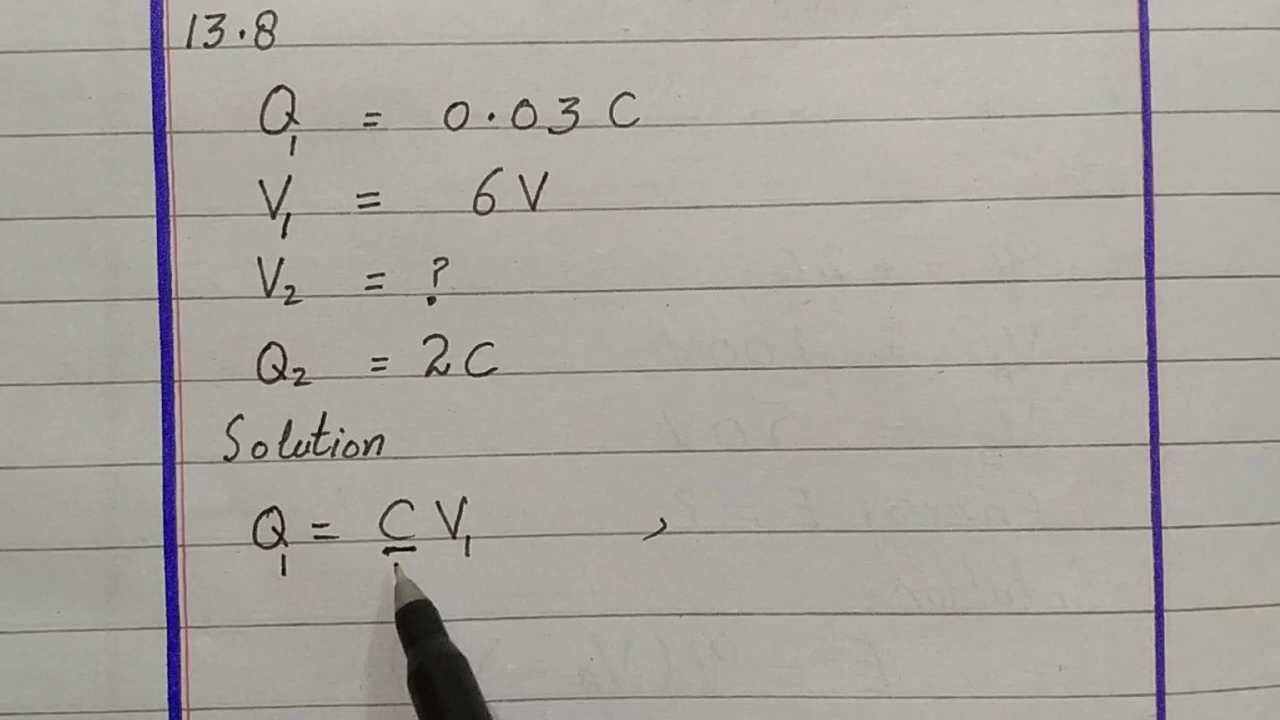 13.8
Q₁ = 0.03 C
V₁ = 6 V
V₂ = ?
Q₂ = 2 C
Solution
Q₁ = C V₁ ,